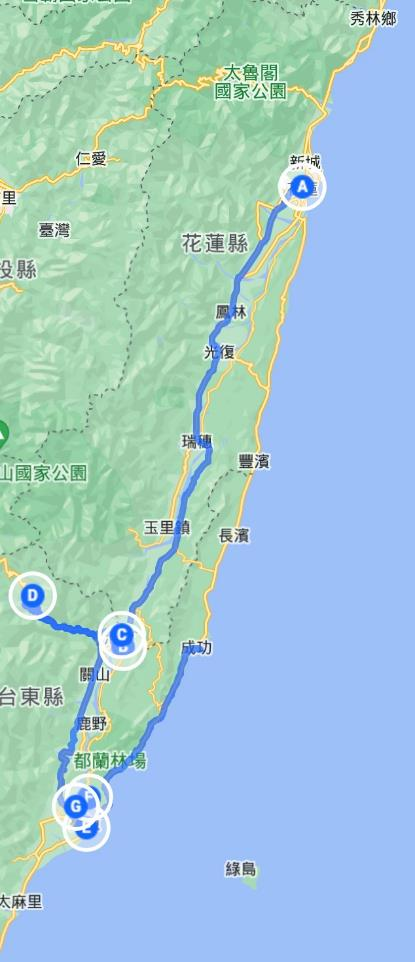 秀林鄉
太魯閣
國家公園
新城
仁愛
A
里
臺灣
花蓮縣
投縣
鳳林
光復
瑞穗
豐濱
山國家公園
玉里鎮
長濱
D
C
成功
關山
台東縣
鹿野
都蘭林場
G
E
綠島
太麻里